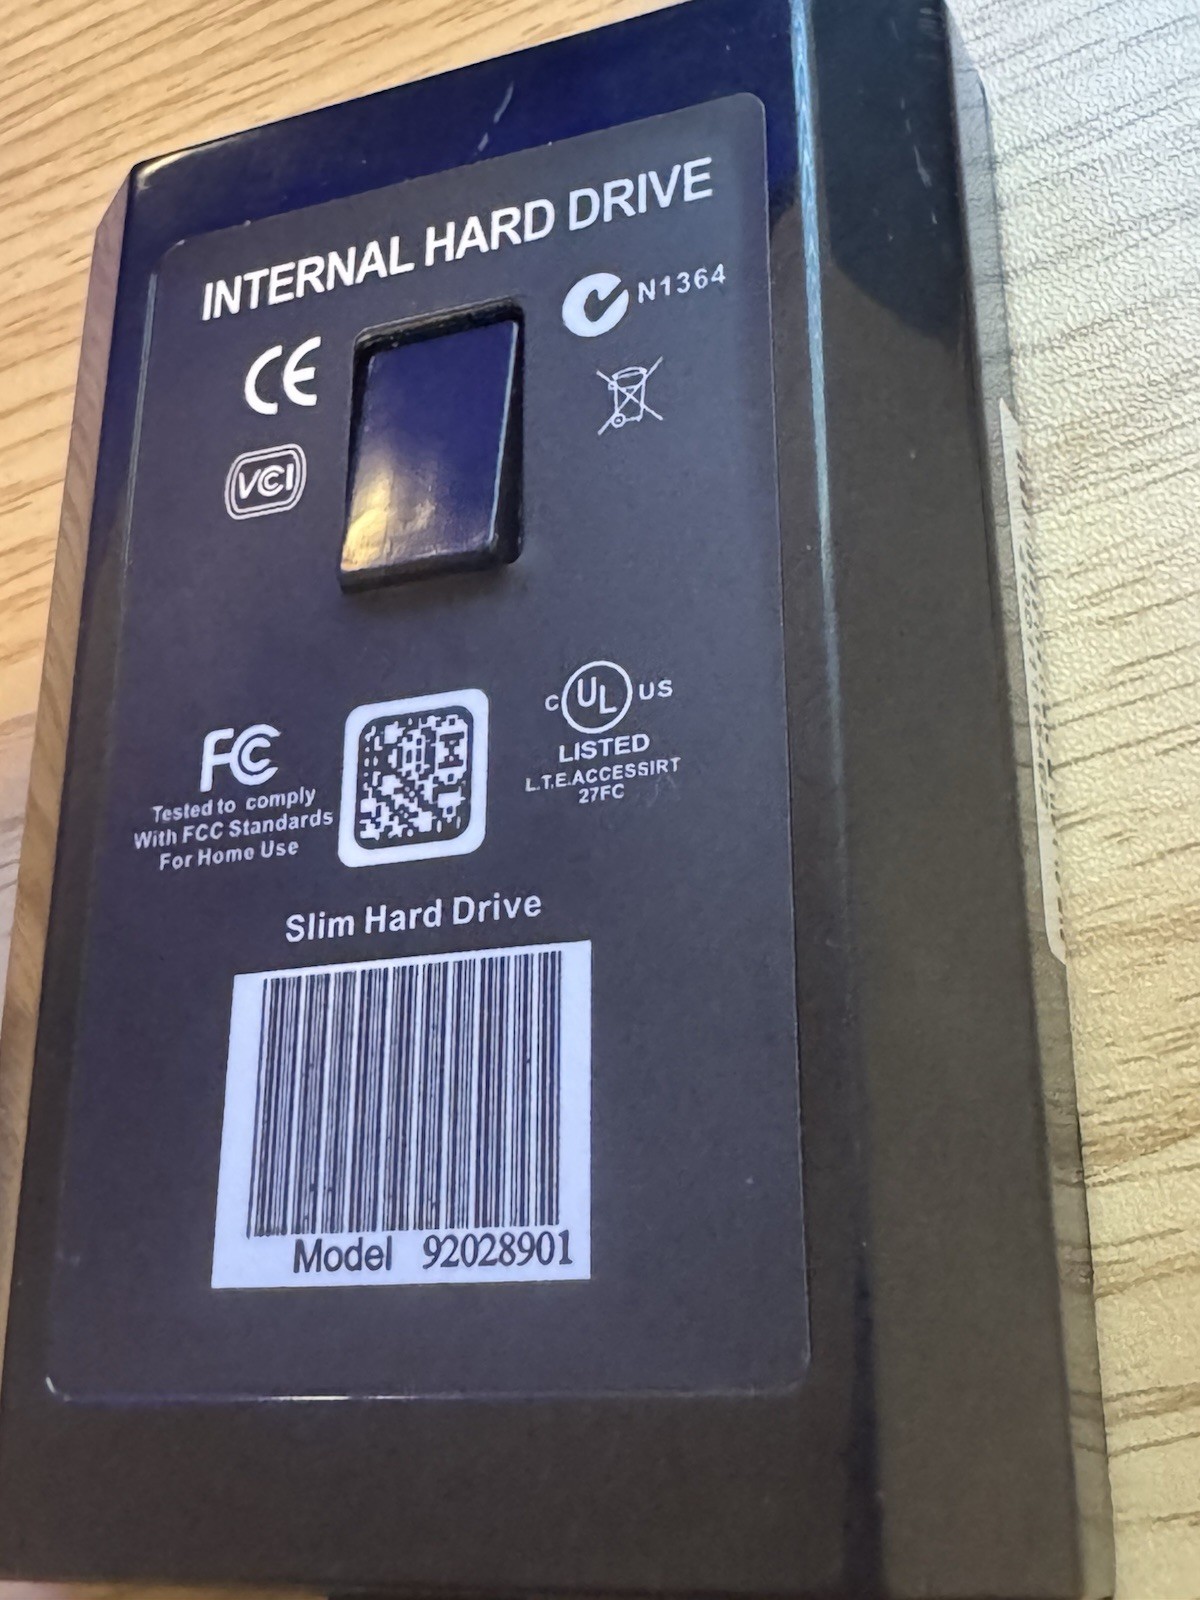 INTERNAL HARD DRIVE
N1364
CE
VCCI
C UL US
LISTED
L.T.E.ACCESSIRT
27FC
FC
Tested to comply
With FCC Standards
For Home Use
Slim Hard Drive
Model 92028901